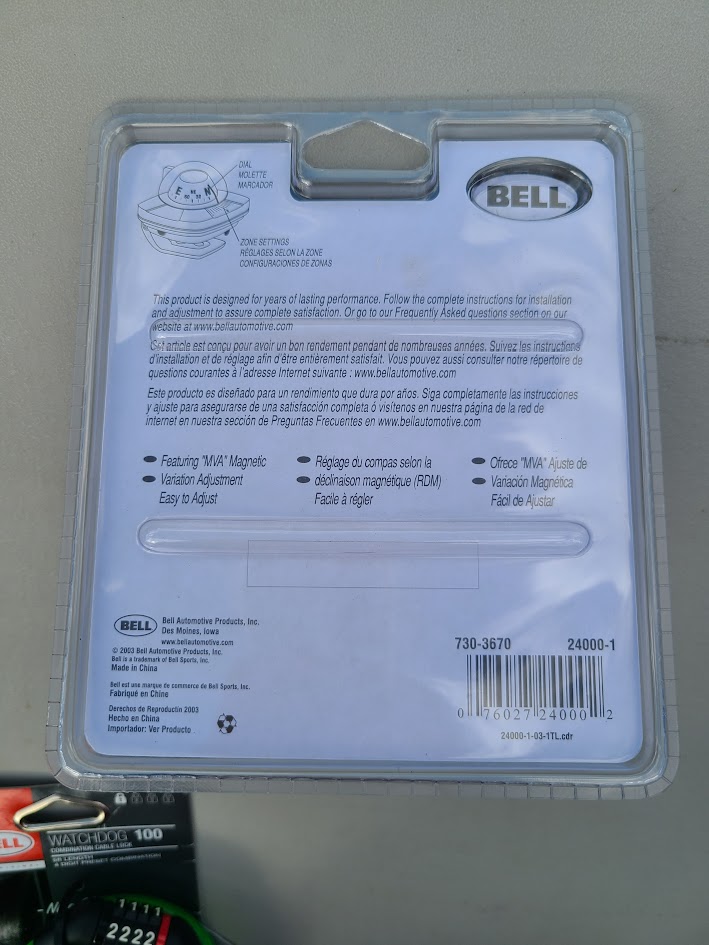 DIAL
MOLETTE
MARCADOR
E
BELL
ZONE SETTINGS
RÉGLAGES SELON LA ZONE
CONFIGURACIONES DE ZONAS
This product is designed for years of lasting performance. Follow the complete instructions for installation
and adjustment to assure complete satisfaction. Or go to our Frequently Asked questions section on our
website at www.bellautomotive.com
Cet article est conçu pour avoir un bon rendement pendant de nombreuses années. Suivez les instructions
d'installation et de réglage afin d'être entièrement satisfait. Vous pouvez aussi consulter notre répertoire de
questions courantes à l'adresse Internet suivante : www.bellautomotive.com
Este producto es diseñado para un rendimiento que dura por años. Siga completamente las instrucciones
y ajuste para asegurarse de una satisfacción completa ó visítenos en nuestra página de la red de
internet en nuestra sección de Preguntas Frecuentes en www.bellautomotive.com
Featuring "MVA" Magnetic
Variation Adjustment
Easy to Adjust
Réglage du compas selon la
déclinaison magnétique (RDM)
Facile à régler
Ofrece "MVA" Ajuste de
Variación Magnética
Fácil de Ajustar
BELL
Bell Automotive Products, Inc.
Des Moines, Iowa
www.bellautomotive.com
© 2003 Bell Automotive Products, Inc.
Bell is a trademark of Bell Sports, Inc.
Made in China
Bell est une marque de commerce de Bell Sports, Inc.
Fabriqué en Chine
Derechos de Reproductin 2003
Hecho en China
Importador: Ver Producto
730-3670 24000-1
0 76027 24000 2
24000-1-03-1TL.cdr
WATCHDOG 100
COMBINATION CABLE LOCK
4 DIGIT PRESET COMBINATION
1111
2222